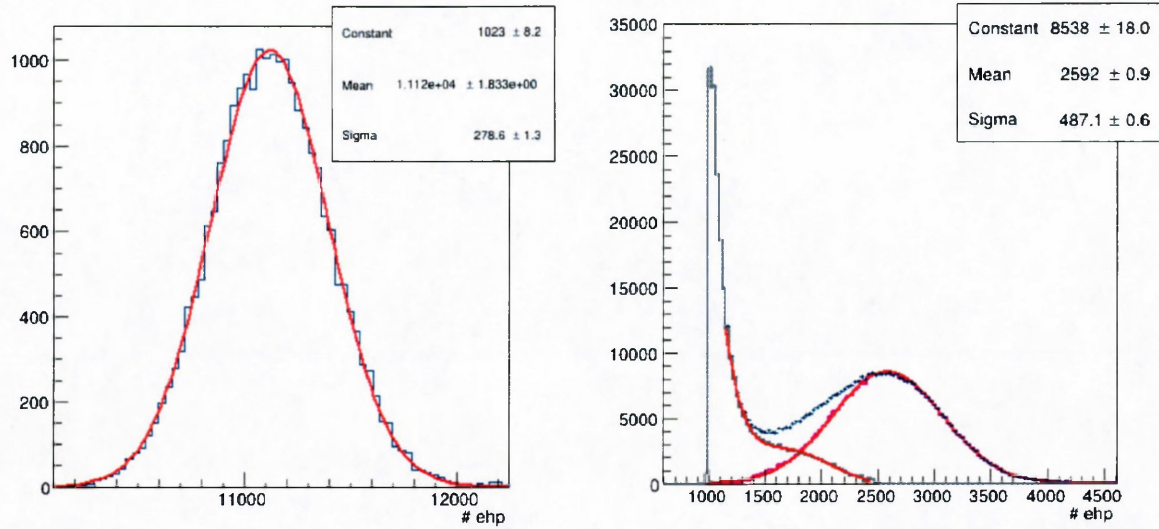 Constant 1023 ± 8.2
Mean 1.112e+04 ± 1.833e+00
Sigma 278.6 ± 1.3
1000
800
600
400
200
0
11000 12000
# ehp
Constant 8538 ± 18.0
Mean 2592 ± 0.9
Sigma 487.1 ± 0.6
35000
30000
25000
20000
15000
10000
5000
0
1000 1500 2000 2500 3000 3500 4000 4500
# ehp